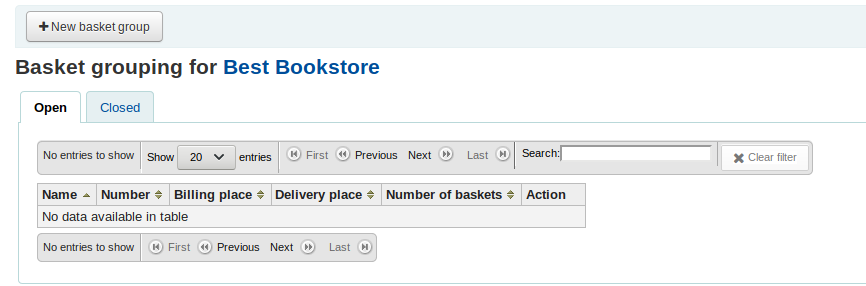 New basket group
Basket grouping for Best Bookstore
Open Closed
No entries to show Show 20 entries First Previous Next Last Search: Clear filter
Name Number Billing place Delivery place Number of baskets Action
No data available in table
No entries to show First Previous Next Last